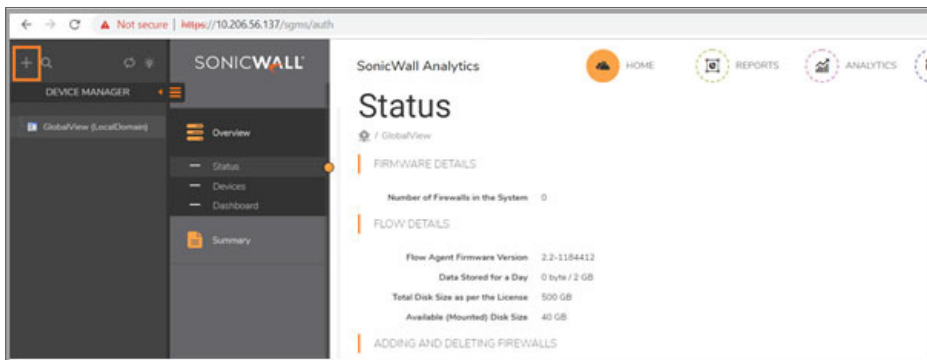 Not secure | https://10.206.56.137/sgms/auth
SONICWALL
SonicWall Analytics
HOME
REPORTS
ANALYTICS
DEVICE MANAGER
Status
GlobalView (LocalDomain)
Overview
/ GlobalView
FIRMWARE DETAILS
Status
Devices
Number of Firewalls in the System 0
Dashboard
FLOW DETAILS
Summary
Flow Agent Firmware Version 2.2-1184412
Data Stored for a Day 0 byte / 2 GB
Total Disk Size as per the License 500 GB
Available (Mounted) Disk Size 40 GB
ADDING AND DELETING FIREWALLS